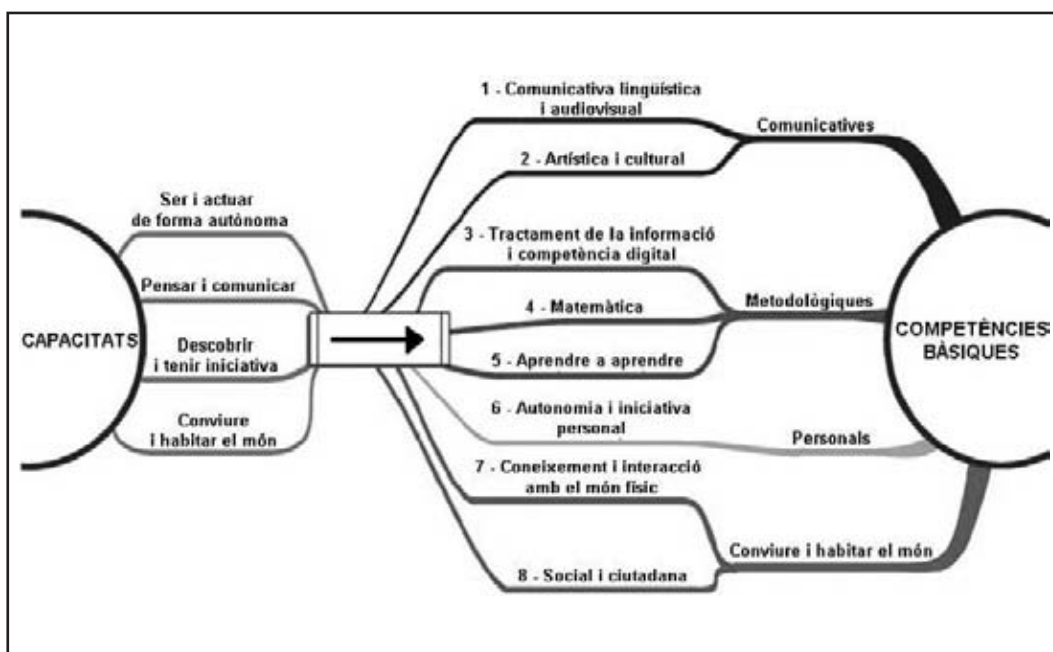 CAPACITATS
Ser i actuar
de forma autònoma
Pensar i comunicar
Descobrir
i tenir iniciativa
Conviure
i habitar el món
1 - Comunicativa lingüística
i audiovisual
2 - Artística i cultural
3 - Tractament de la informació
i competència digital
4 - Matemàtica
5 - Aprendre a aprendre
6 - Autonomia i iniciativa
personal
7 - Coneixement i interacció
amb el món físic
8 - Social i ciutadana
Comunicatives
Metodològiques
Personals
Conviure i habitar el món
COMPETÈNCIES
BÀSIQUES